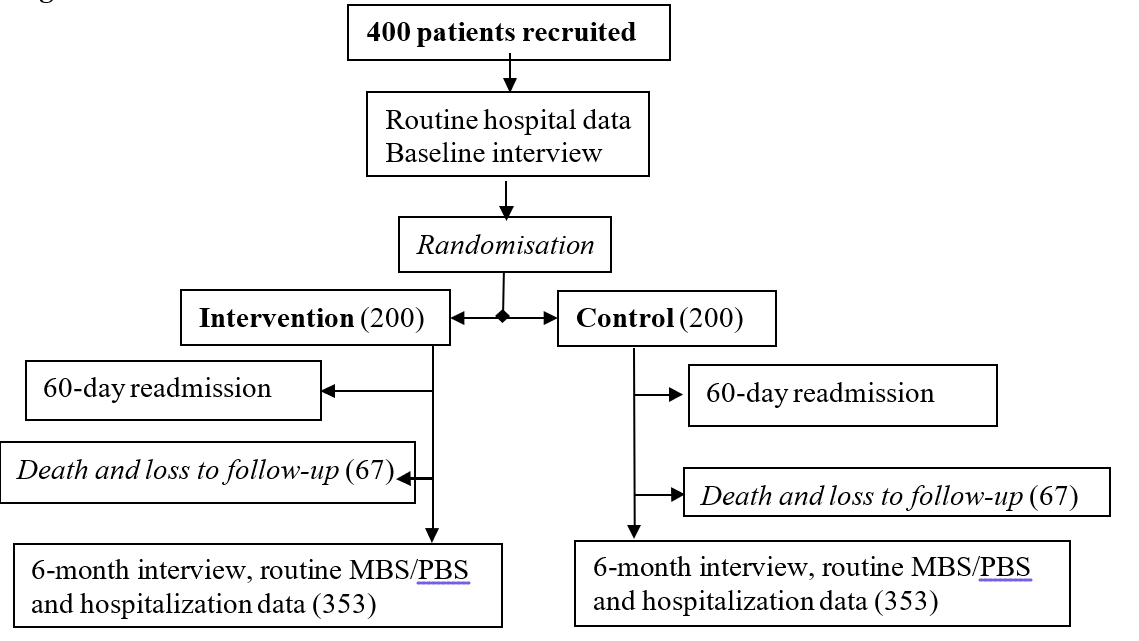 400 patients recruited
Routine hospital data
Baseline interview
Randomisation
Intervention (200)
Control (200)
60-day readmission
60-day readmission
Death and loss to follow-up (67)
Death and loss to follow-up (67)
6-month interview, routine MBS/PBS
and hospitalization data (353)
6-month interview, routine MBS/PBS
and hospitalization data (353)